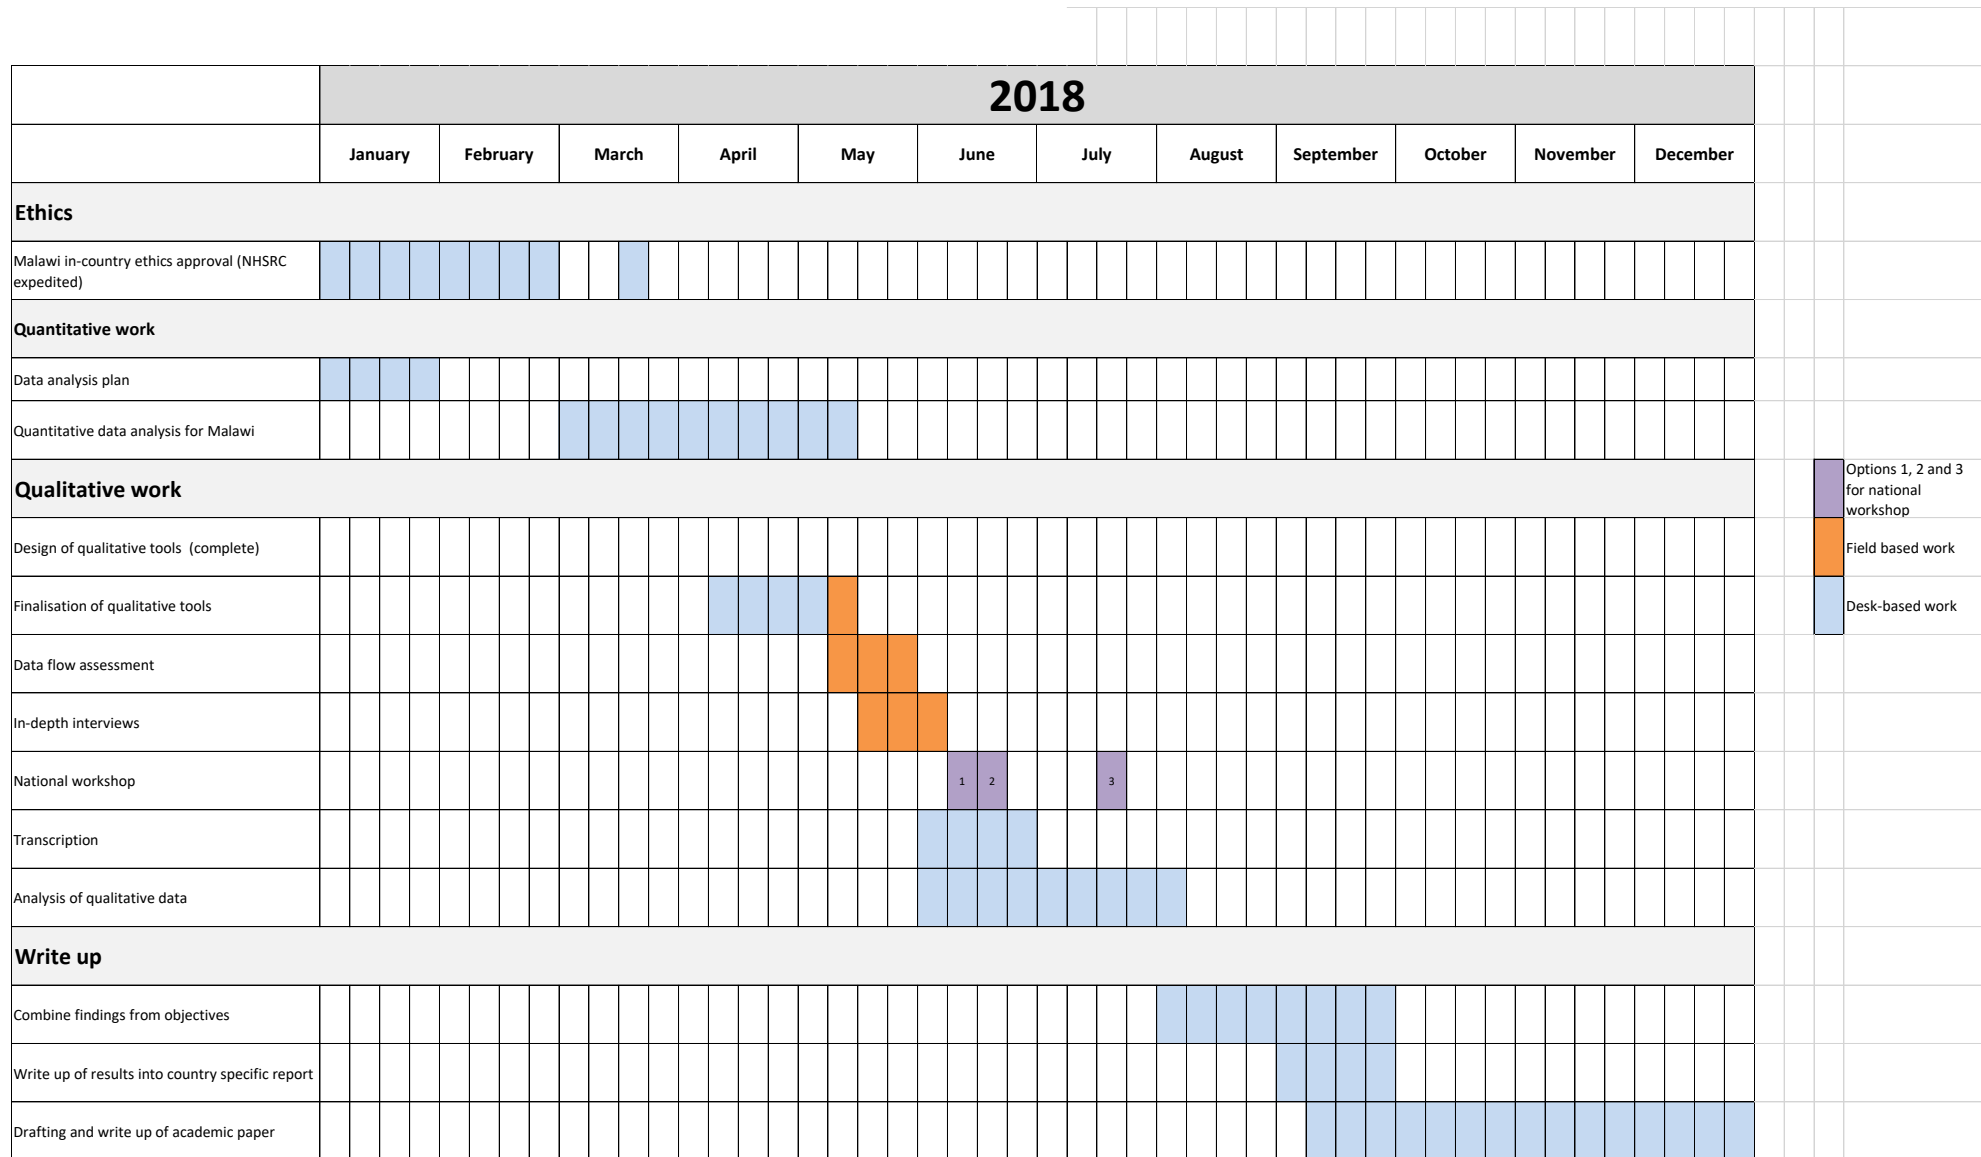 2018
January February March April May June July August September October November December
Ethics
Malawi in-country ethics approval (NHSRC
expedited)
Quantitative work
Data analysis plan
Quantitative data analysis for Malawi
Qualitative work
Options 1, 2 and 3
for national
workshop
Design of qualitative tools (complete)
Field based work
Finalisation of qualitative tools
Desk-based work
Data flow assessment
In-depth interviews
National workshop
1 2 3
Transcription
Analysis of qualitative data
Write up
Combine findings from objectives
Write up of results into country specific report
Drafting and write up of academic paper